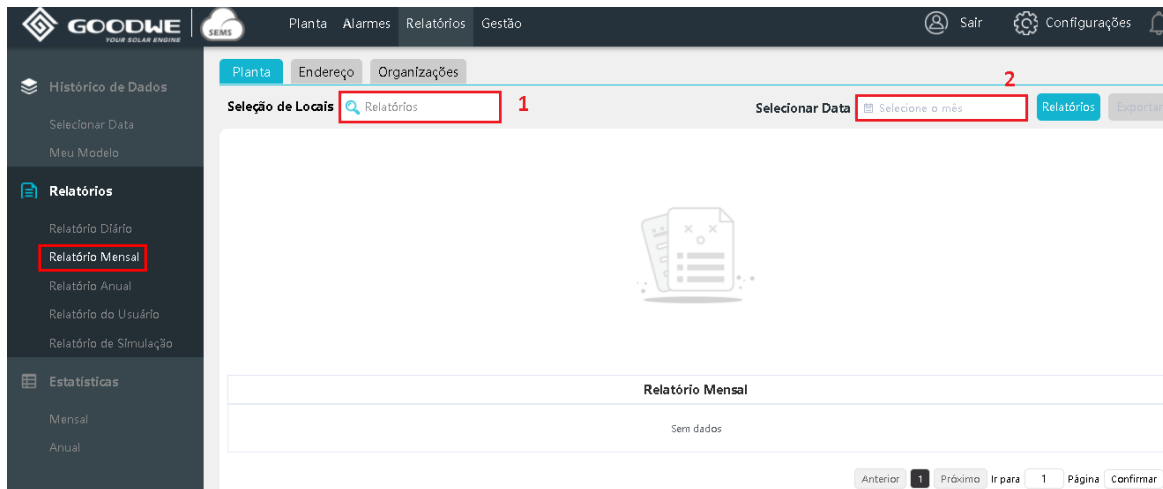 GOODWE
YOUR SOLAR ENGINE
SEMS
Planta Alarmes Relatórios Gestão
Sair Configurações
Histórico de Dados
Selecionar Data
Meu Modelo
Relatórios
Relatório Diário
Relatório Mensal
Relatório Anual
Relatório do Usuário
Relatório de Simulação
Estatísticas
Mensal
Anual
Planta Endereço Organizações
Seleção de Locais Relatórios 1
2
Selecionar Data Selecione o mês Relatórios Exportar
Relatório Mensal
Sem dados
Anterior 1 Próximo Ir para 1 Página Confirmar